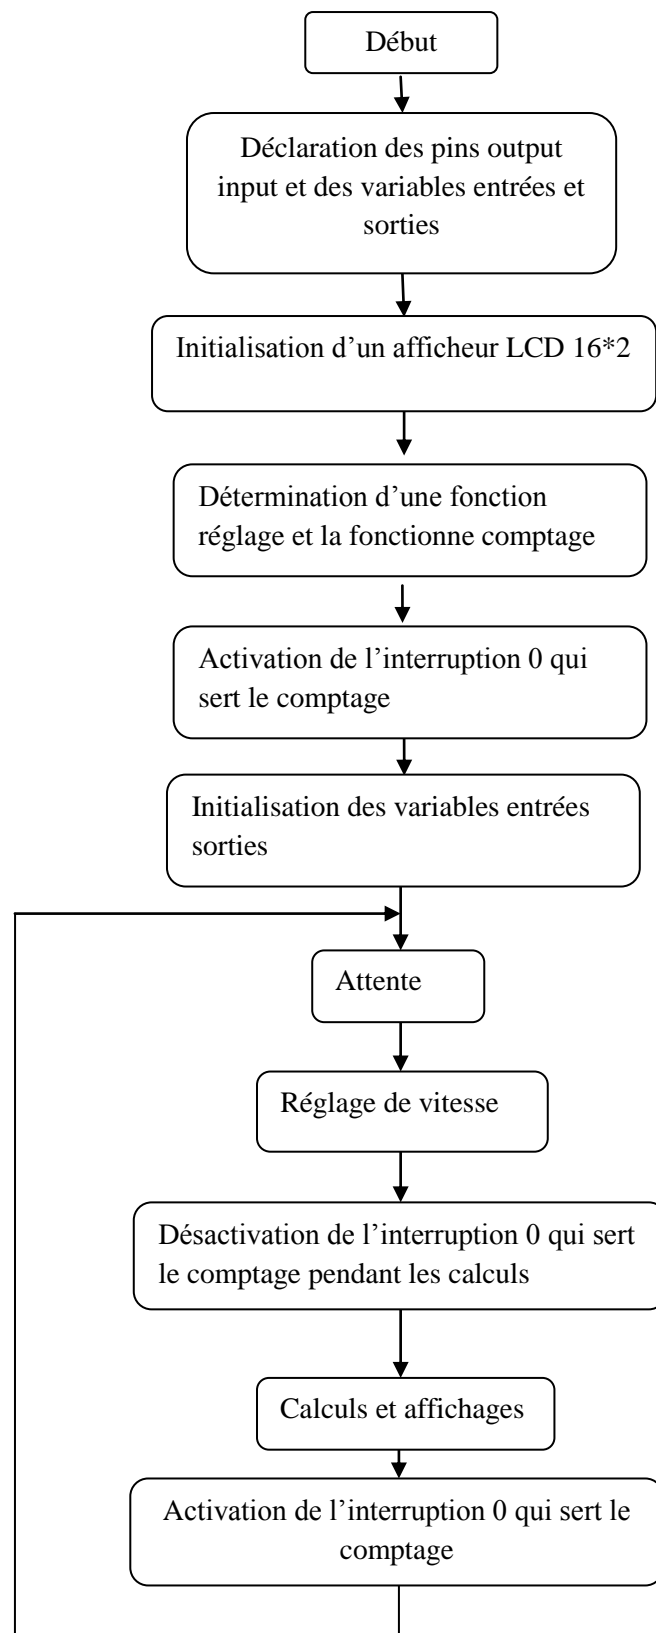 Début
Déclaration des pins output
input et des variables entrées et
sorties
Initialisation d’un afficheur LCD 16*2
Détermination d’une fonction
réglage et la fonctionne comptage
Activation de l’interruption 0 qui
sert le comptage
Initialisation des variables entrées
sorties
Attente
Réglage de vitesse
Désactivation de l’interruption 0 qui sert
le comptage pendant les calculs
Calculs et affichages
Activation de l’interruption 0 qui sert le
comptage